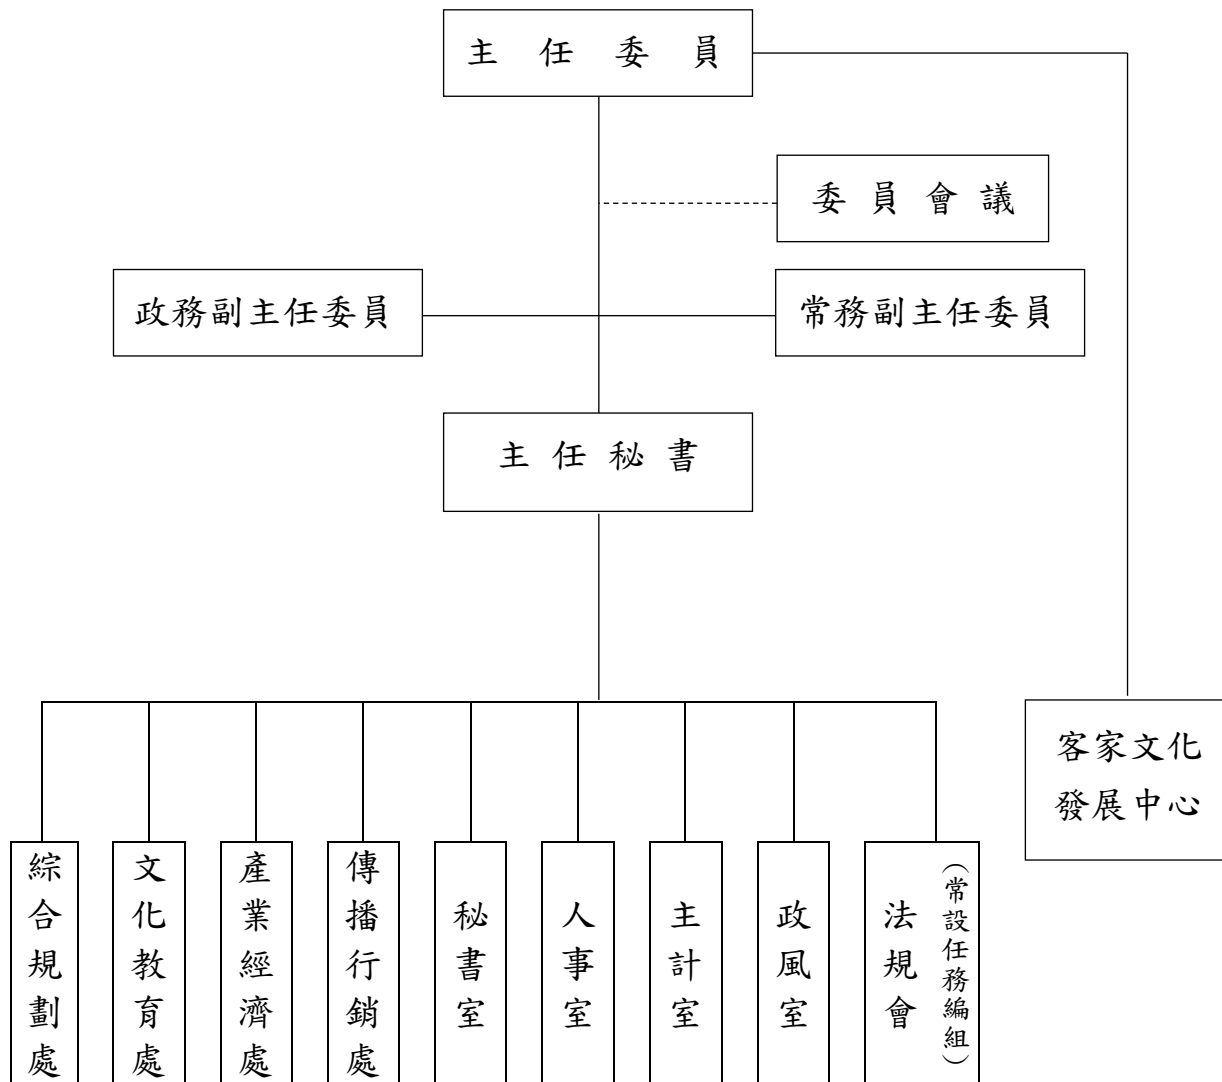 主任委員
委員會議
政務副主任委員
常務副主任委員
主任秘書
客家文化
發展中心
綜合規劃處
文化教育處
產業經濟處
傳播行銷處
秘書室
人事室
主計室
政風室
法規會
（常設任務編組）